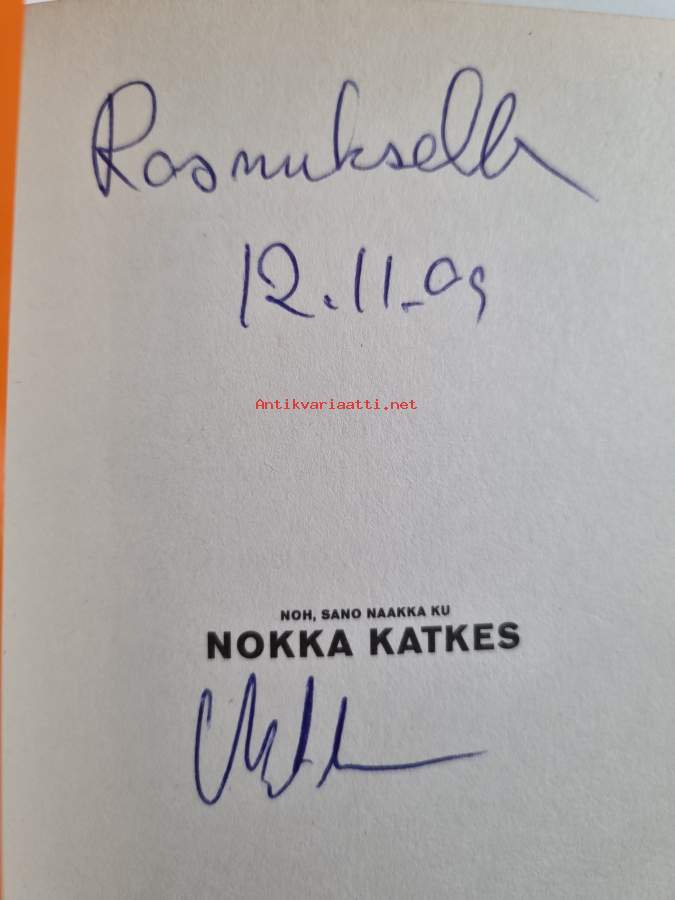 Rasmukselle
12.11.09
Antikvariaatti.net
NOH, SANO NAAKKA KU
NOKKA KATKES